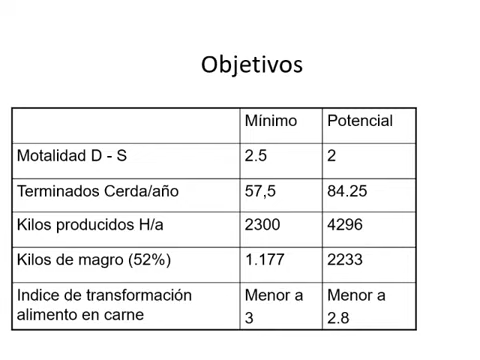 Objetivos
Mínimo Potencial
Motalidad D - S 2.5 2
Terminados Cerda/año 57,5 84.25
Kilos producidos H/a 2300 4296
Kilos de magro (52%) 1.177 2233
Indice de transformación Menor a Menor a
alimento en carne 3 2.8